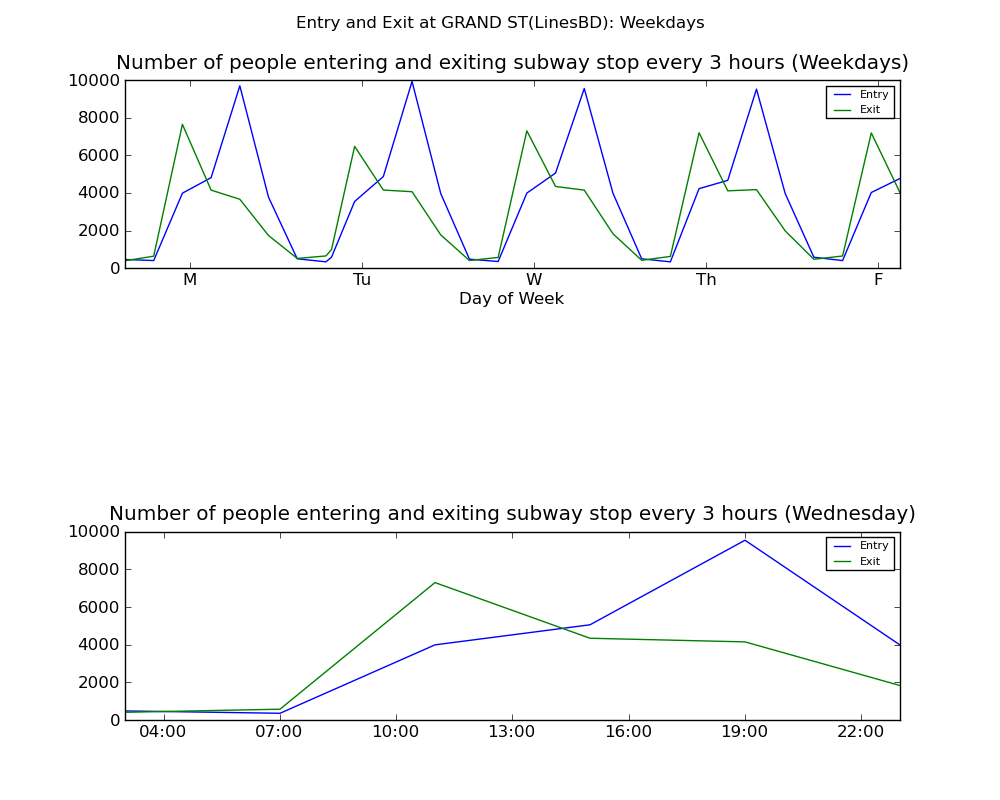 Entry and Exit at GRAND ST(LinesBD): Weekdays
Number of people entering and exiting subway stop every 3 hours (Weekdays)
10000
8000
6000
4000
2000
0
Entry
Exit
M Tu W Th F
Day of Week
Number of people entering and exiting subway stop every 3 hours (Wednesday)
10000
8000
6000
4000
2000
0
Entry
Exit
04:00 07:00 10:00 13:00 16:00 19:00 22:00